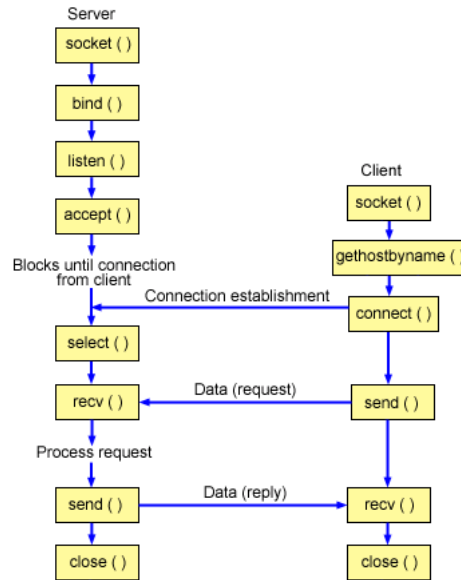 Server
socket ( )
bind ( )
listen ( )
accept ( )
Blocks until connection
from client
select ( )
recv ( )
Process request
send ( )
close ( )
Connection establishment
Data (request)
Data (reply)
Client
socket ( )
gethostbyname ( )
connect ( )
send ( )
recv ( )
close ( )